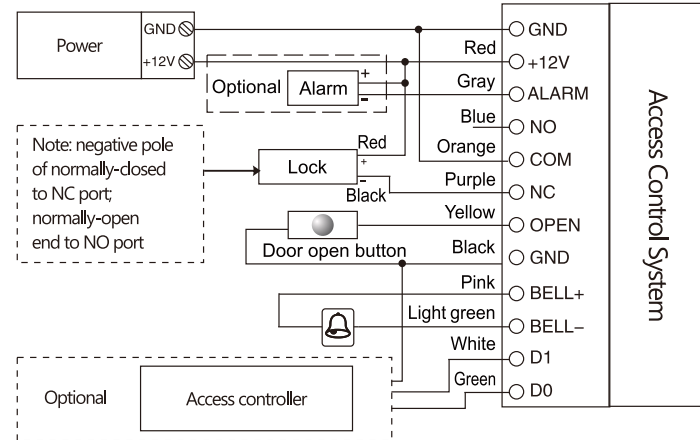 Power
GND
+12V
Optional
Alarm
+
-
Note: negative pole
of normally-closed
to NC port;
normally-open
end to NO port
Lock
Red
+
-
Black
Door open button
Optional
Access controller
Red
Gray
Blue
Orange
Purple
Yellow
Black
Pink
Light green
White
Green
GND
+12V
ALARM
NO
COM
NC
OPEN
GND
BELL+
BELL–
D1
D0
Access Control System